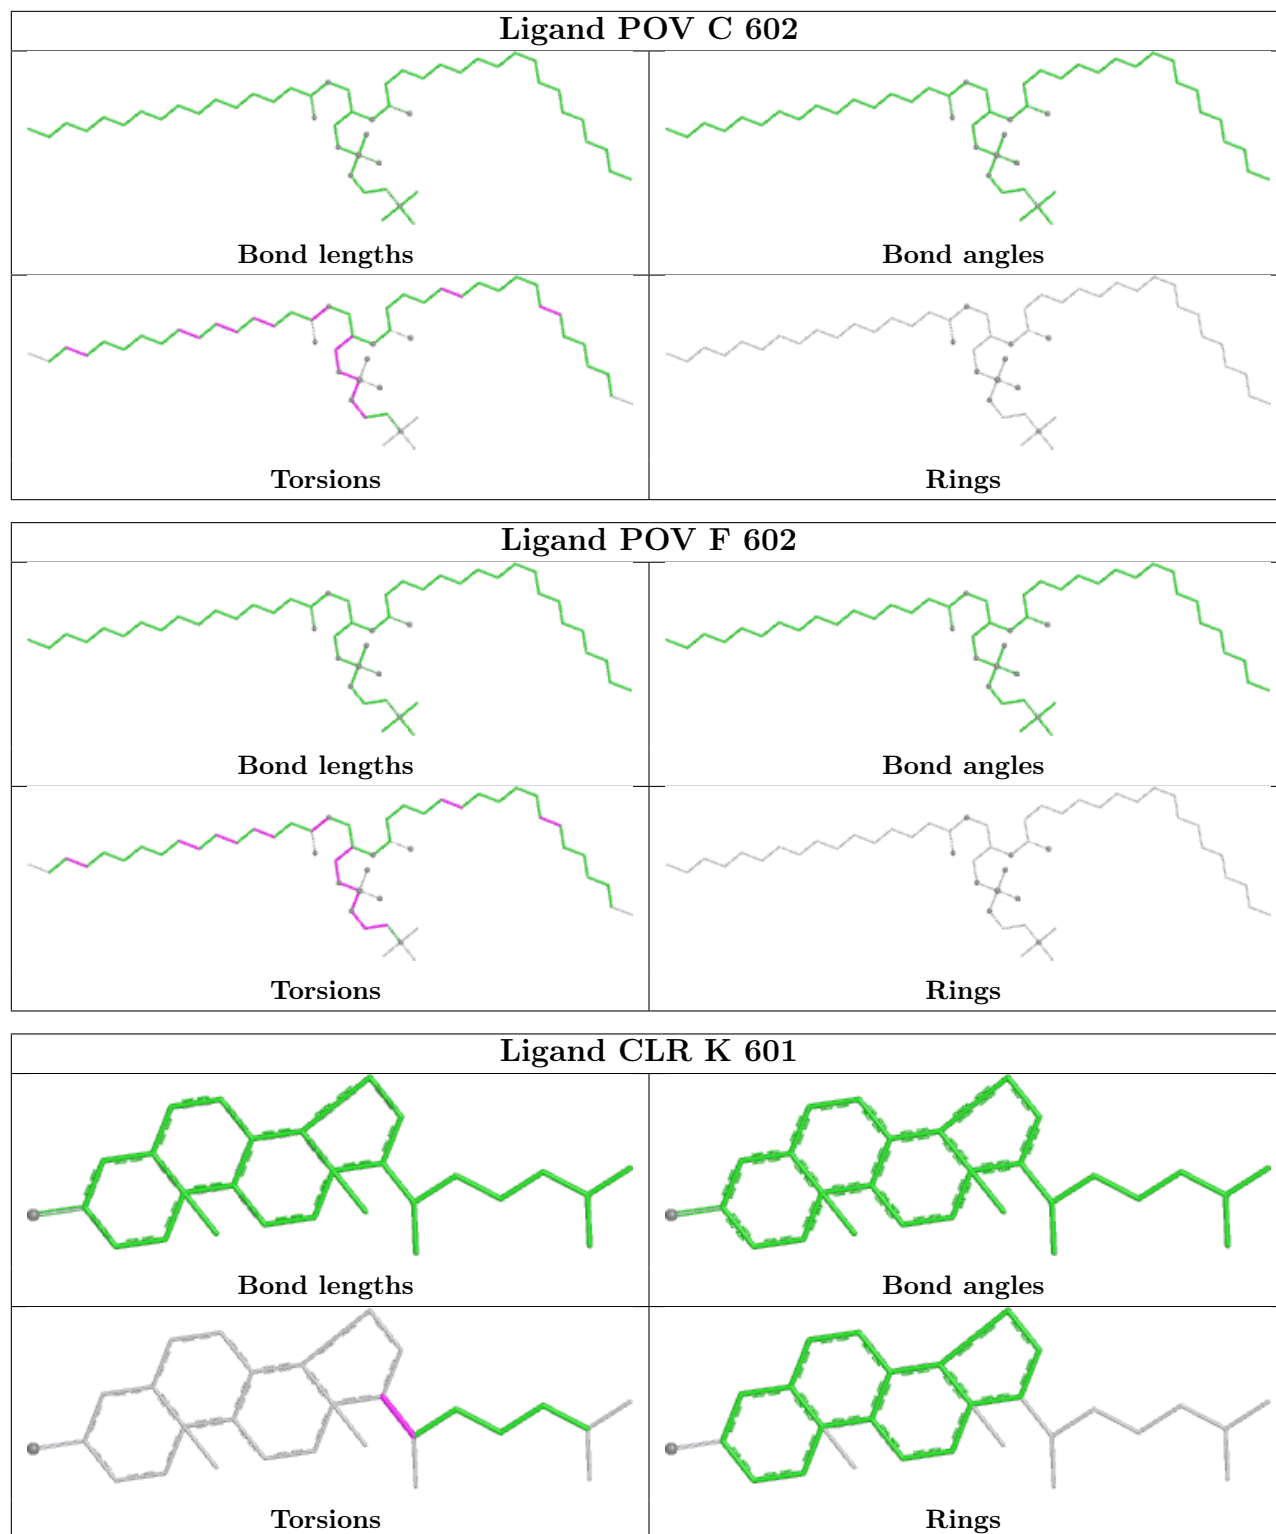 Ligand POV C 602
Bond lengths
Bond angles
Torsions
Rings
Ligand POV F 602
Bond lengths
Bond angles
Torsions
Rings
Ligand CLR K 601
Bond lengths
Bond angles
Torsions
Rings